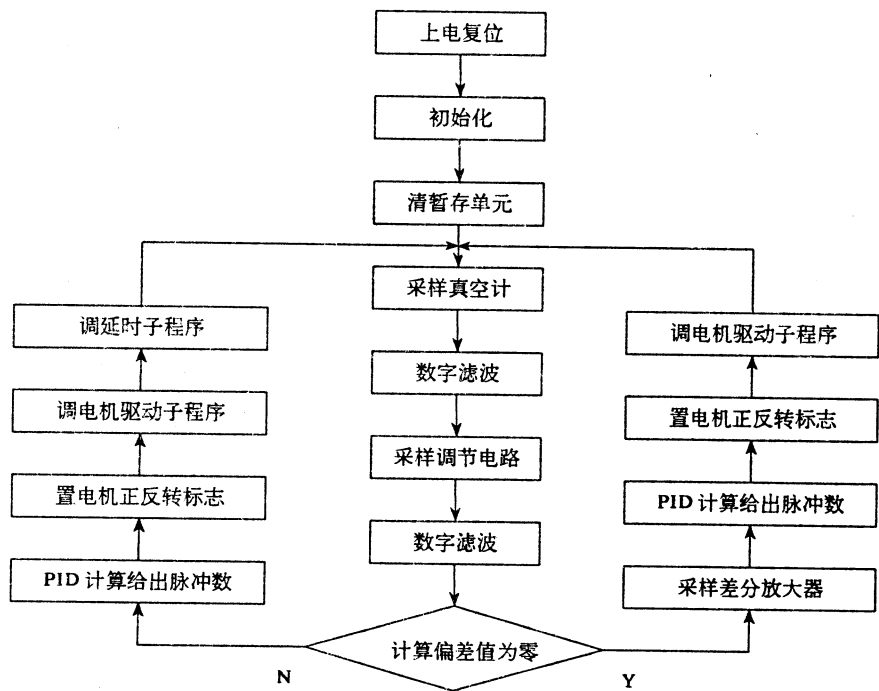 上电复位
初始化
清暂存单元
采样真空计
数字滤波
采样调节电路
数字滤波
计算偏差值为零
N
Y
PID 计算给出脉冲数
置电机正反转标志
调电机驱动子程序
调延时子程序
采样差分放大器
PID 计算给出脉冲数
置电机正反转标志
调电机驱动子程序